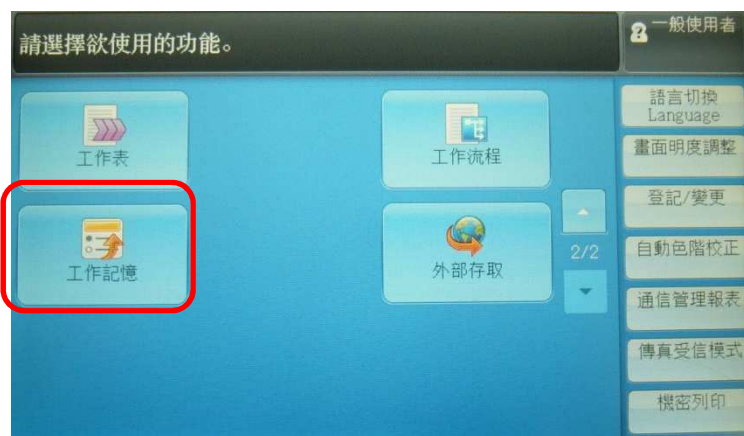 請選擇欲使用的功能。
一般使用者
語言切換
Language
工作表
工作流程
畫面明度調整
登記/變更
工作記憶
外部存取
2/2
自動色階校正
通信管理報表
傳真受信模式
機密列印